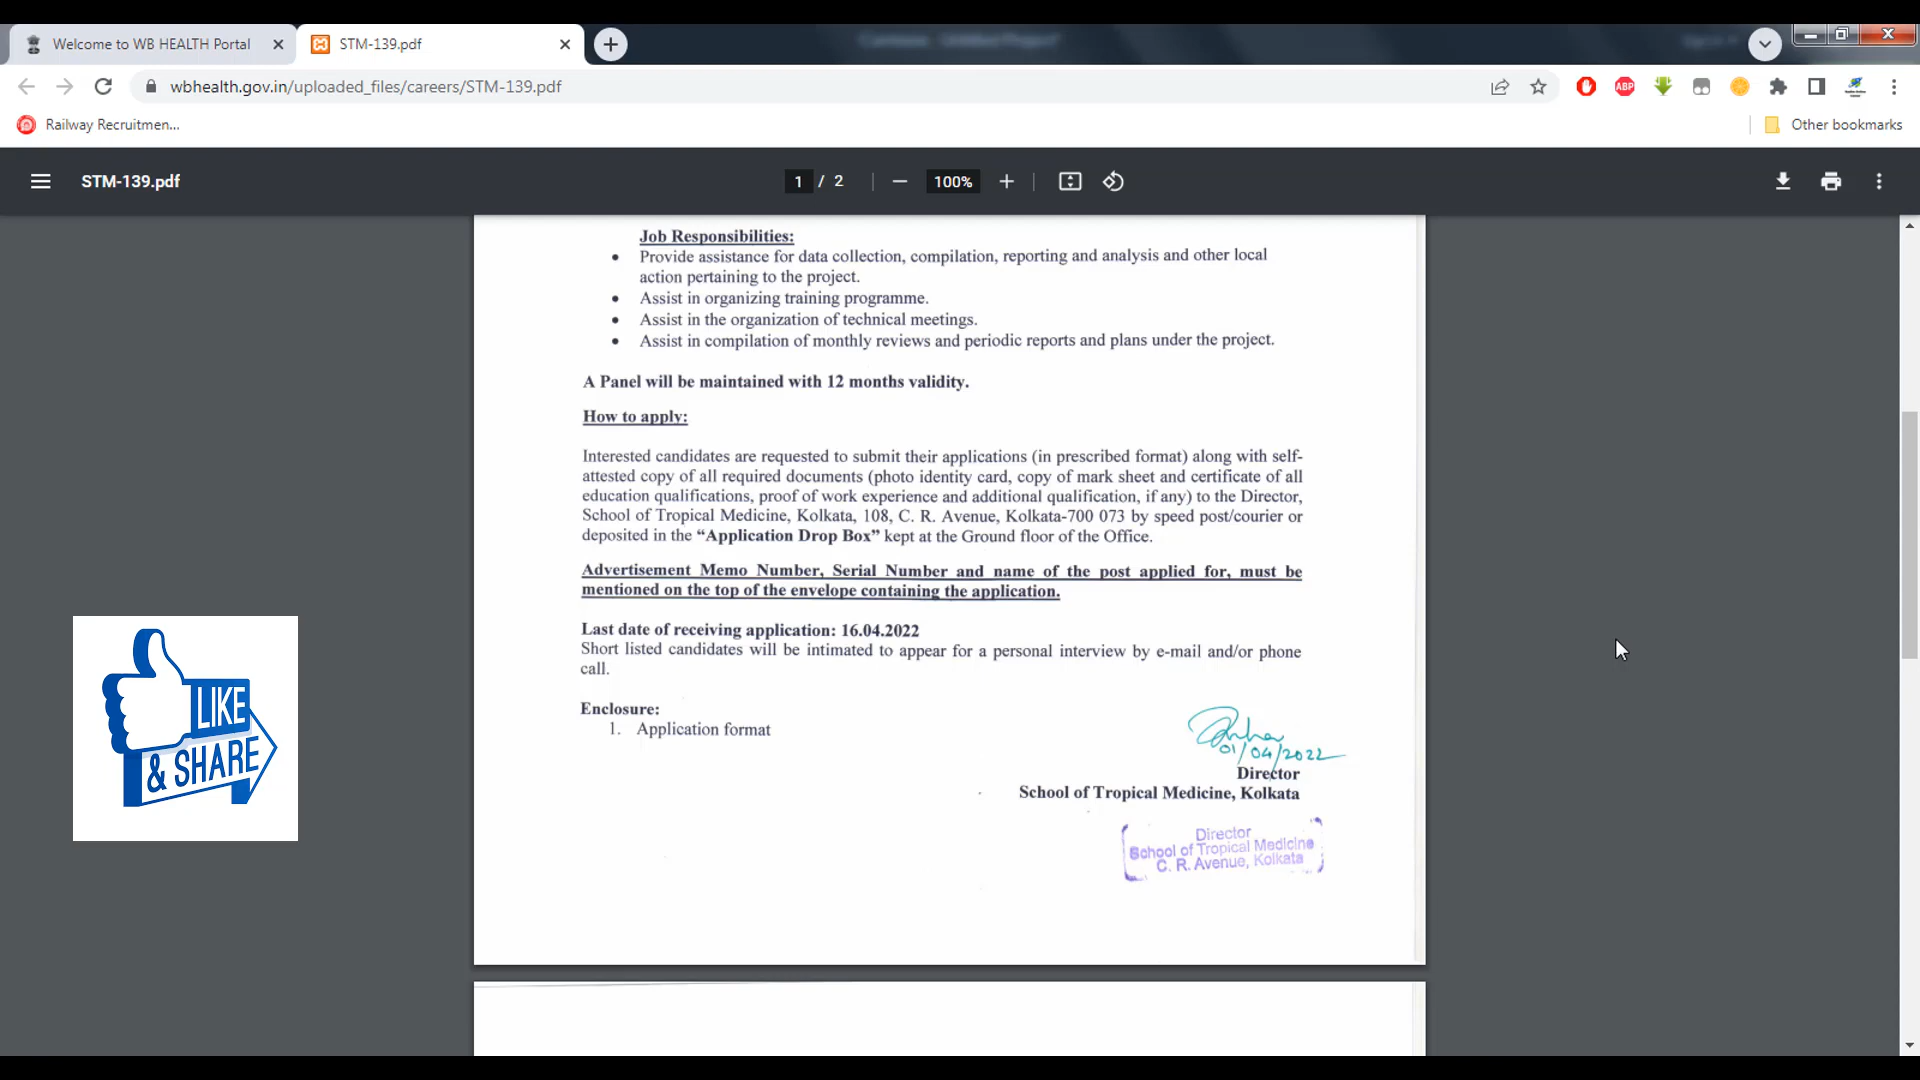 Welcome to WB HEALTH Portal
STM-139.pdf
wbhealth.gov.in/uploaded_files/careers/STM-139.pdf
ABP
Railway Recruitmen...
Other bookmarks
STM-139.pdf
1 / 2
100%
Job Responsibilities:
• Provide assistance for data collection, compilation, reporting and analysis and other local
action pertaining to the project.
• Assist in organizing training programme.
• Assist in the organization of technical meetings.
• Assist in compilation of monthly reviews and periodic reports and plans under the project.
A Panel will be maintained with 12 months validity.
How to apply:
Interested candidates are requested to submit their applications (in prescribed format) along with self-
attested copy of all required documents (photo identity card, copy of mark sheet and certificate of all
education qualifications, proof of work experience and additional qualification, if any) to the Director,
School of Tropical Medicine, Kolkata, 108, C. R. Avenue, Kolkata-700 073 by speed post/courier or
deposited in the “Application Drop Box” kept at the Ground floor of the Office.
Advertisement Memo Number, Serial Number and name of the post applied for, must be
mentioned on the top of the envelope containing the application.
Last date of receiving application: 16.04.2022
Short listed candidates will be intimated to appear for a personal interview by e-mail and/or phone
call.
Enclosure:
1. Application format
01/04/2022
Director
School of Tropical Medicine, Kolkata
Director
School of Tropical Medicine
C. R. Avenue, Kolkata
LIKE
& SHARE